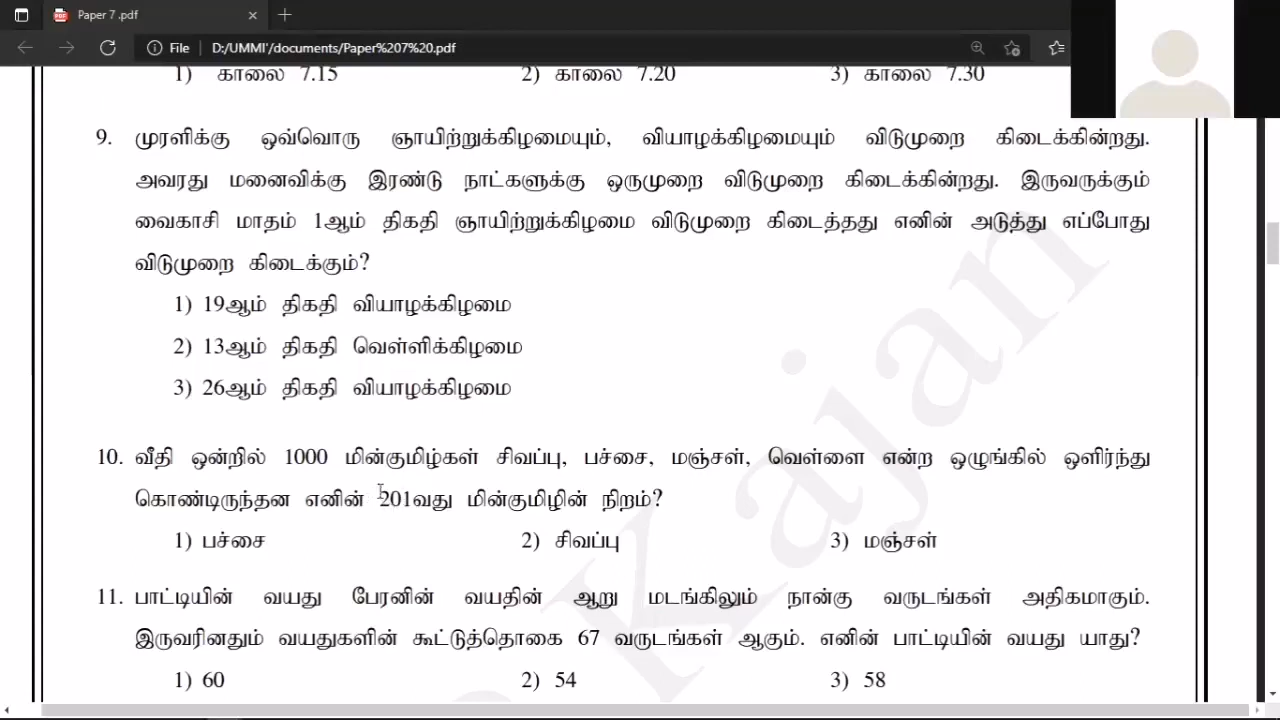 Paper 7 .pdf
File D:/UMMI'/documents/Paper%207%20.pdf
1) காலை 7.15 2) காலை 7.20 3) காலை 7.30
9. முரளிக்கு ஒவ்வொரு ஞாயிற்றுக்கிழமையும், வியாழக்கிழமையும் விடுமுறை கிடைக்கின்றது.
அவரது மனைவிக்கு இரண்டு நாட்களுக்கு ஒருமுறை விடுமுறை கிடைக்கின்றது. இருவருக்கும்
வைகாசி மாதம் 1ஆம் திகதி ஞாயிற்றுக்கிழமை விடுமுறை கிடைத்தது எனின் அடுத்து எப்போது
விடுமுறை கிடைக்கும்?
1) 19ஆம் திகதி வியாழக்கிழமை
2) 13ஆம் திகதி வெள்ளிக்கிழமை
3) 26ஆம் திகதி வியாழக்கிழமை
10. வீதி ஒன்றில் 1000 மின்குமிழ்கள் சிவப்பு, பச்சை, மஞ்சள், வெள்ளை என்ற ஒழுங்கில் ஒளிர்ந்து
கொண்டிருந்தன எனின் 201வது மின்குமிழின் நிறம்?
1) பச்சை 2) சிவப்பு 3) மஞ்சள்
11. பாட்டியின் வயது பேரனின் வயதின் ஆறு மடங்கிலும் நான்கு வருடங்கள் அதிகமாகும்.
இருவரினதும் வயதுகளின் கூட்டுத்தொகை 67 வருடங்கள் ஆகும். எனின் பாட்டியின் வயது யாது?
1) 60 2) 54 3) 58
Kajan